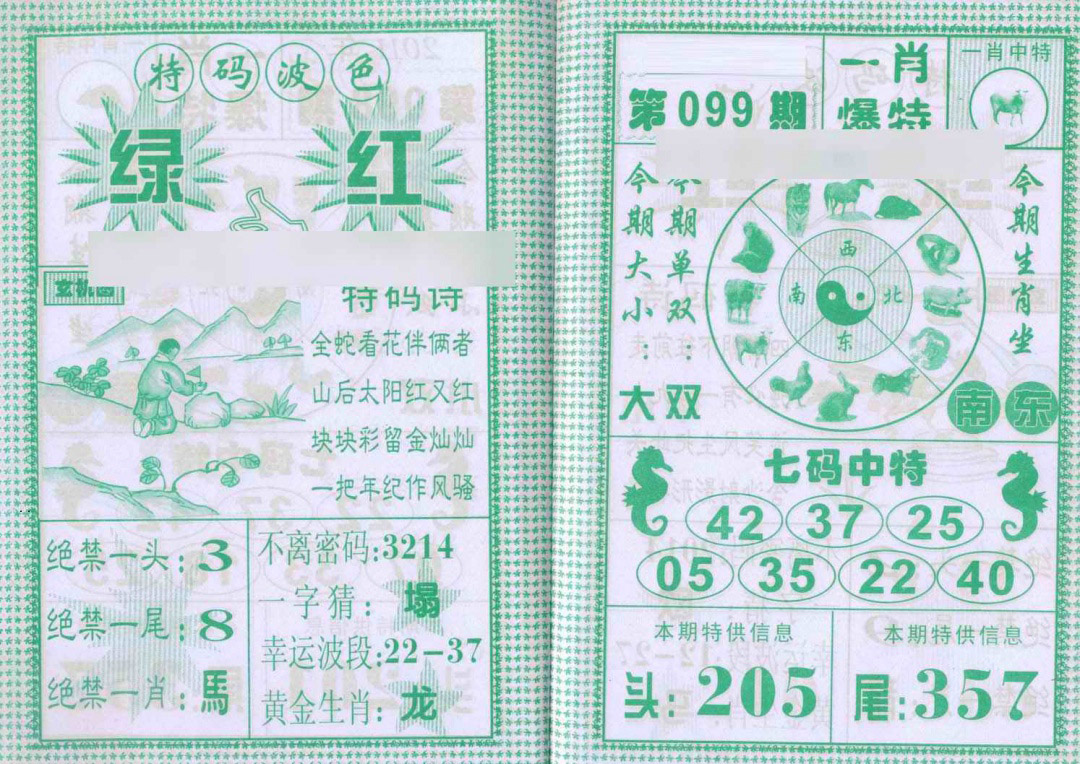 特码波色
绿 红
玄机图
特码诗
全蛇看花伴俩者
山后太阳红又红
块块彩留金灿灿
一把年纪作风骚
绝禁一头:3
绝禁一尾:8
绝禁一肖:馬
不离密码:3214
一字猜:塌
幸运波段:22-37
黄金生肖:龙
第099期
一肖
爆特
一肖中特
今期大小:大
今期单双:双
西
南 北
东
今期生肖坐
南东
七码中特
42 37 25
05 35 22 40
本期特供信息
头:205
本期特供信息
尾:357